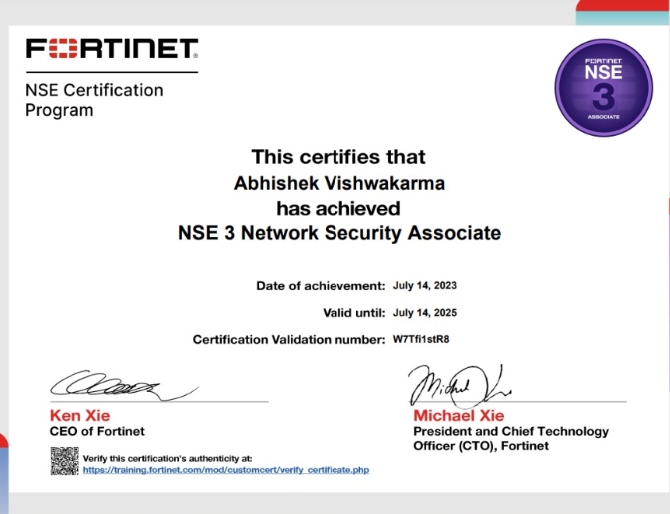 FORTINET
NSE Certification
Program
FORTINET
NSE
3
ASSOCIATE
This certifies that
Abhishek Vishwakarma
has achieved
NSE 3 Network Security Associate
Date of achievement: July 14, 2023
Valid until: July 14, 2025
Certification Validation number: W7Tfi1stR8
Ken Xie
CEO of Fortinet
Michael Xie
President and Chief Technology
Officer (CTO), Fortinet
Verify this certification's authenticity at:
https://training.fortinet.com/mod/customcert/verify_certificate.php